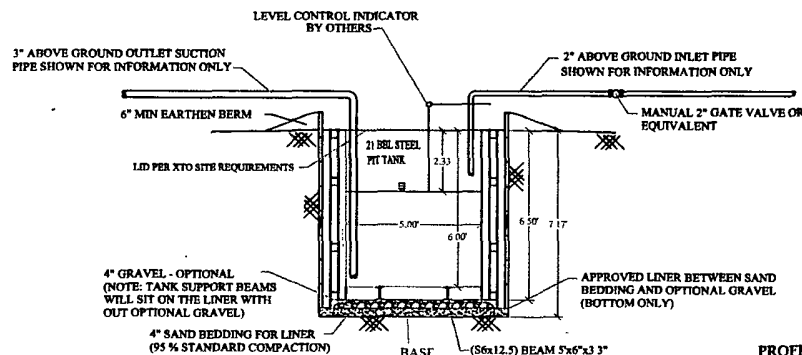 LEVEL CONTROL INDICATOR
BY OTHERS
3" ABOVE GROUND OUTLET SUCTION
PIPE SHOWN FOR INFORMATION ONLY
2" ABOVE GROUND INLET PIPE
SHOWN FOR INFORMATION ONLY
6" MIN EARTHEN BERM
MANUAL 2" GATE VALVE OR
EQUIVALENT
21 BBL STEEL
PIT TANK
LID PER XTO SITE REQUIREMENTS
2.33
5.00'
6.00'
6.50'
7.17'
4" GRAVEL - OPTIONAL
(NOTE: TANK SUPPORT BEAMS
WILL SIT ON THE LINER WITH
OUT OPTIONAL GRAVEL)
APPROVED LINER BETWEEN SAND
BEDDING AND OPTIONAL GRAVEL
(BOTTOM ONLY)
4" SAND BEDDING FOR LINER
(95 % STANDARD COMPACTION)
BASE
(S6x12.5) BEAM 5'x6"x3 3"